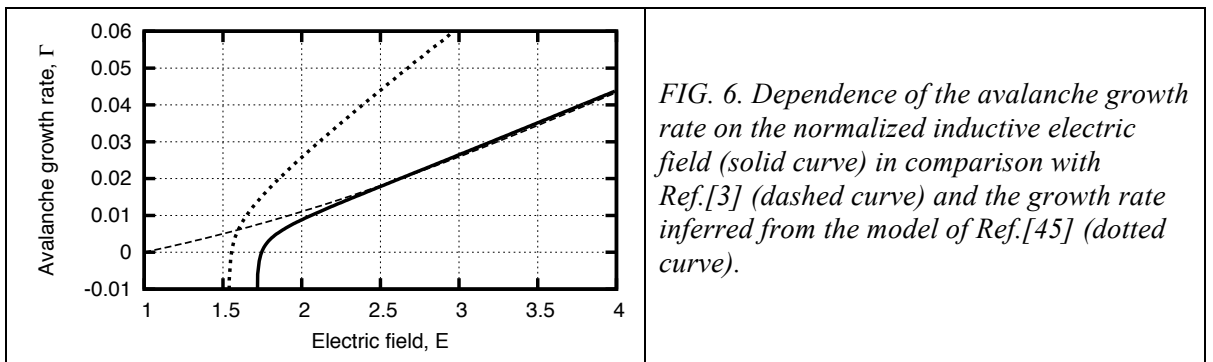 0.06
0.05
0.04
0.03
0.02
0.01
0
-0.01
Avalanche growth rate, Γ
1 1.5 2 2.5 3 3.5 4
Electric field, E
FIG. 6. Dependence of the avalanche growth
rate on the normalized inductive electric
field (solid curve) in comparison with
Ref.[3] (dashed curve) and the growth rate
inferred from the model of Ref.[45] (dotted
curve).